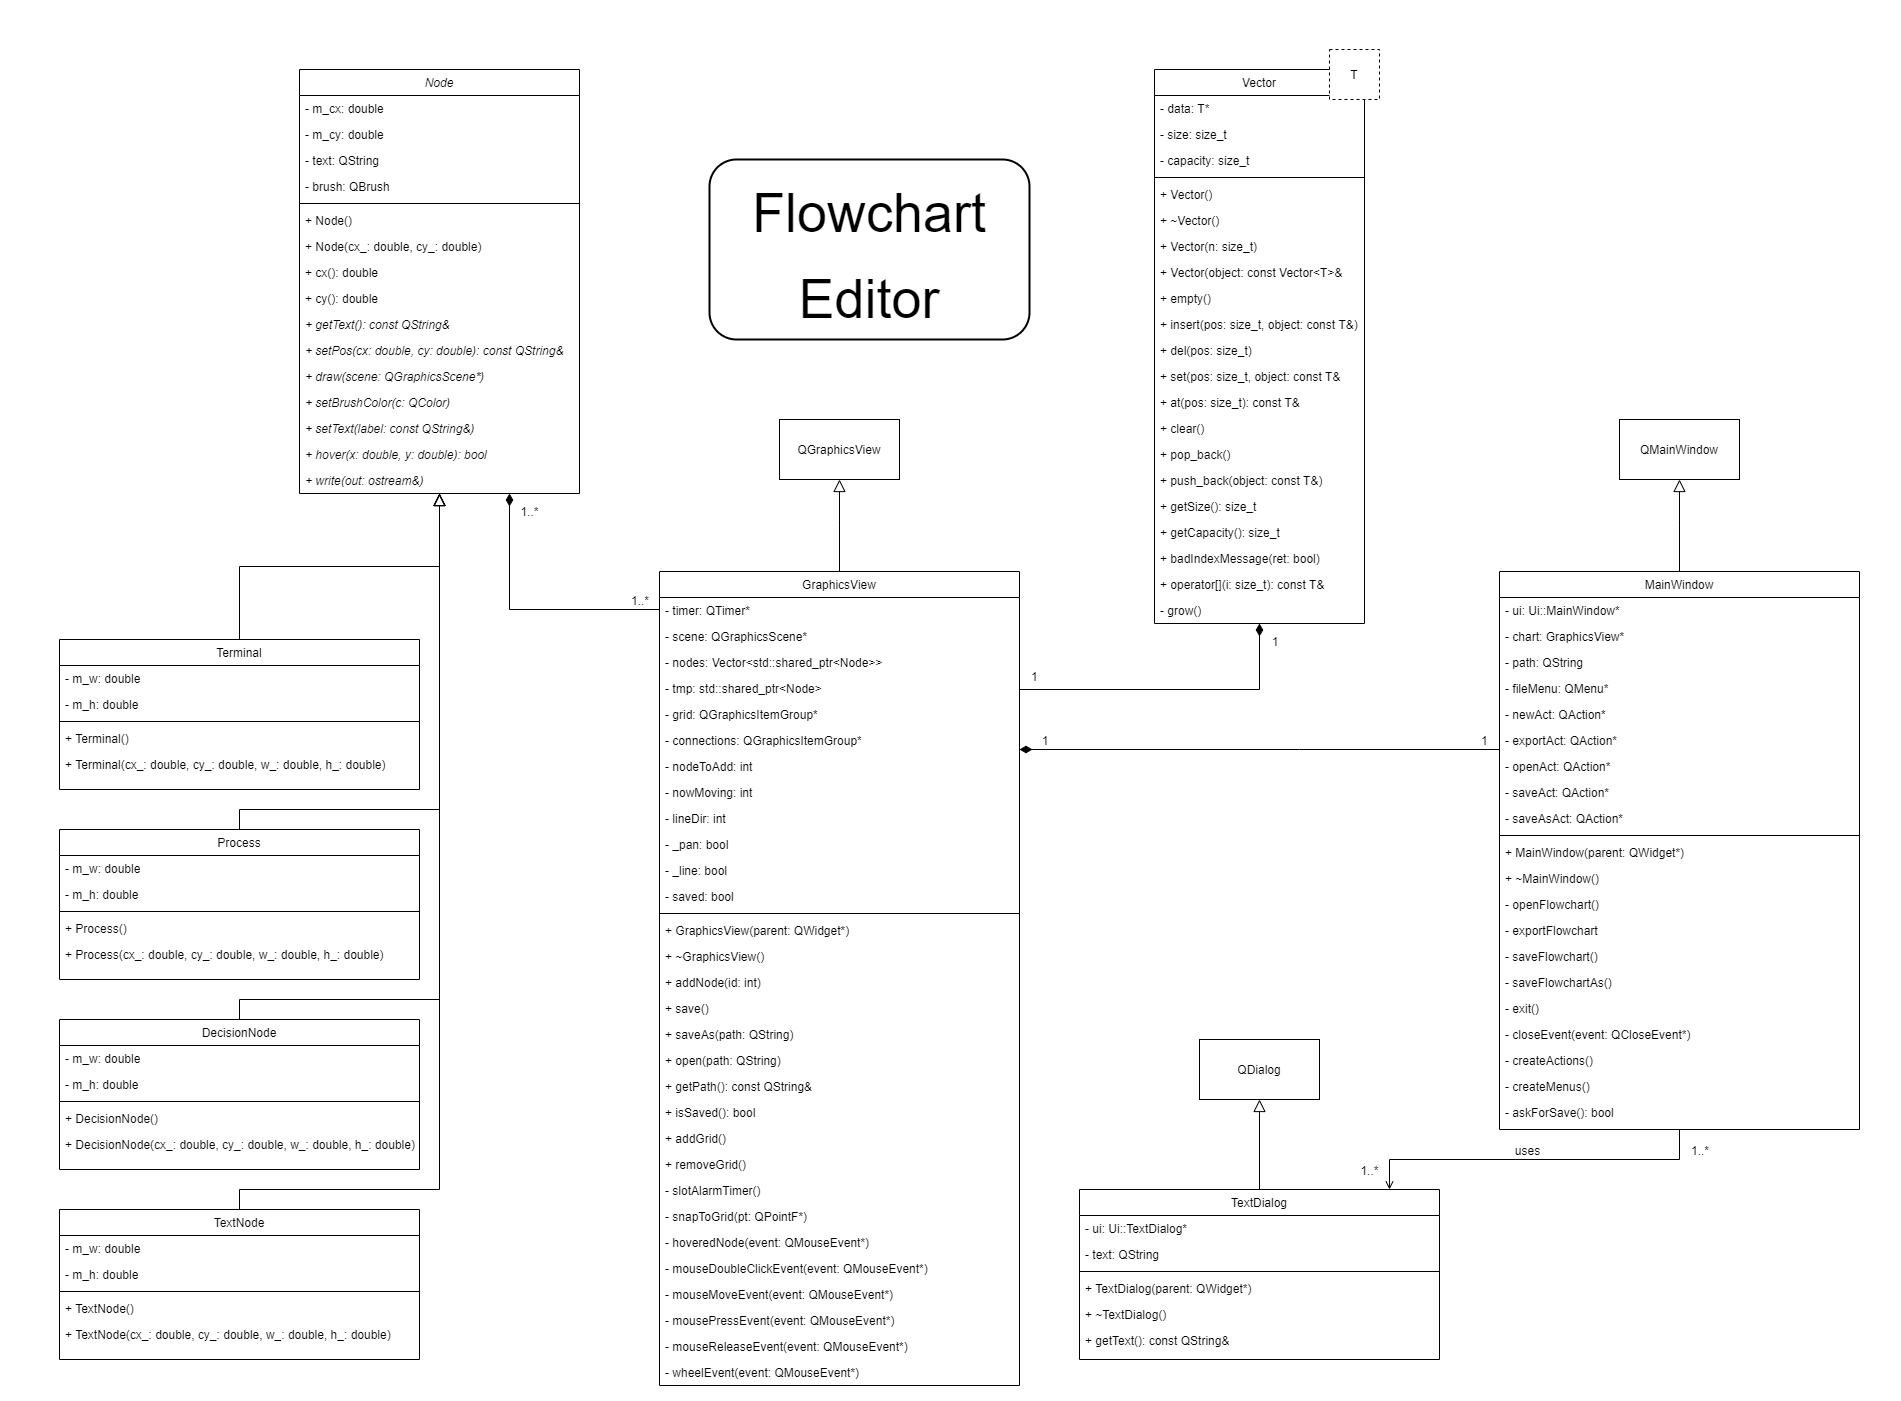 Node
- m_cx: double
- m_cy: double
- text: QString
- brush: QBrush
+ Node()
+ Node(cx_: double, cy_: double)
+ cx(): double
+ cy(): double
+ getText(): const QString&
+ setPos(cx: double, cy: double): const QString&
+ draw(scene: QGraphicsScene*)
+ setBrushColor(c: QColor)
+ setText(label: const QString&)
+ hover(x: double, y: double): bool
+ write(out: ostream&)
1..*
1..*
Flowchart
Editor
T
Vector
- data: T*
- size: size_t
- capacity: size_t
+ Vector()
+ ~Vector()
+ Vector(n: size_t)
+ Vector(object: const Vector<T>&
+ empty()
+ insert(pos: size_t, object: const T&)
+ del(pos: size_t)
+ set(pos: size_t, object: const T&
+ at(pos: size_t): const T&
+ clear()
+ pop_back()
+ push_back(object: const T&)
+ getSize(): size_t
+ getCapacity(): size_t
+ badIndexMessage(ret: bool)
+ operator[](i: size_t): const T&
- grow()
1
1
QGraphicsView
QMainWindow
Terminal
- m_w: double
- m_h: double
+ Terminal()
+ Terminal(cx_: double, cy_: double, w_: double, h_: double)
Process
- m_w: double
- m_h: double
+ Process()
+ Process(cx_: double, cy_: double, w_: double, h_: double)
DecisionNode
- m_w: double
- m_h: double
+ DecisionNode()
+ DecisionNode(cx_: double, cy_: double, w_: double, h_: double)
TextNode
- m_w: double
- m_h: double
+ TextNode()
+ TextNode(cx_: double, cy_: double, w_: double, h_: double)
GraphicsView
- timer: QTimer*
- scene: QGraphicsScene*
- nodes: Vector<std::shared_ptr<Node>>
- tmp: std::shared_ptr<Node>
- grid: QGraphicsItemGroup*
- connections: QGraphicsItemGroup*
- nodeToAdd: int
- nowMoving: int
- lineDir: int
- _pan: bool
- _line: bool
- saved: bool
+ GraphicsView(parent: QWidget*)
+ ~GraphicsView()
+ addNode(id: int)
+ save()
+ saveAs(path: QString)
+ open(path: QString)
+ getPath(): const QString&
+ isSaved(): bool
+ addGrid()
+ removeGrid()
- slotAlarmTimer()
- snapToGrid(pt: QPointF*)
- hoveredNode(event: QMouseEvent*)
- mouseDoubleClickEvent(event: QMouseEvent*)
- mouseMoveEvent(event: QMouseEvent*)
- mousePressEvent(event: QMouseEvent*)
- mouseReleaseEvent(event: QMouseEvent*)
- wheelEvent(event: QMouseEvent*)
1
1
MainWindow
- ui: Ui::MainWindow*
- chart: GraphicsView*
- path: QString
- fileMenu: QMenu*
- newAct: QAction*
- exportAct: QAction*
- openAct: QAction*
- saveAct: QAction*
- saveAsAct: QAction*
+ MainWindow(parent: QWidget*)
+ ~MainWindow()
- openFlowchart()
- exportFlowchart
- saveFlowchart()
- saveFlowchartAs()
- exit()
- closeEvent(event: QCloseEvent*)
- createActions()
- createMenus()
- askForSave(): bool
uses
1..*
1..*
QDialog
TextDialog
- ui: Ui::TextDialog*
- text: QString
+ TextDialog(parent: QWidget*)
+ ~TextDialog()
+ getText(): const QString&